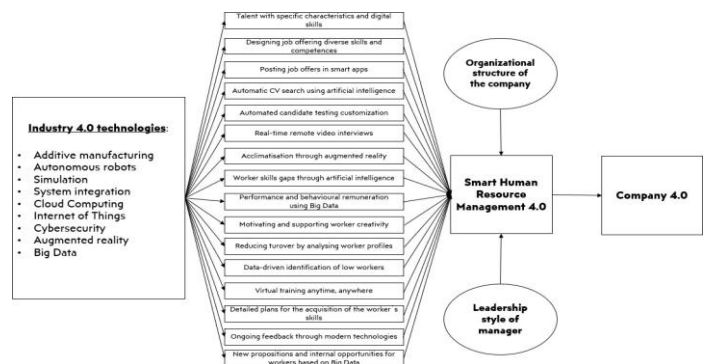 Industry 4.0 technologies:
• Additive manufacturing
• Autonomous robots
• Simulation
• System integration
• Cloud Computing
• Internet of Things
• Cybersecurity
• Augmented reality
• Big Data
Talent with specific characteristics and digital
skills
Designing job offering diverse skills and
competences
Posting job offers in smart apps
Automatic CV search using artificial intelligence
Automated candidate testing customization
Real-time remote video interviews
Acclimatisation through augmented reality
Worker skills gaps through artificial intelligence
Performance and behavioural remuneration
using Big Data
Motivating and supporting worker creativity
Reducing turover by analysing worker profiles
Data-driven identification of low workers
Virtual training anytime, anywhere
Detailed plans for the acquisition of the worker´s
skills
Ongoing feedback through modern technologies
New propositions and internal opportunities for
workers based on Big Data
Organizational
structure of
the company
Smart Human
Resource
Management 4.0
Leadership
style of
manager
Company 4.0